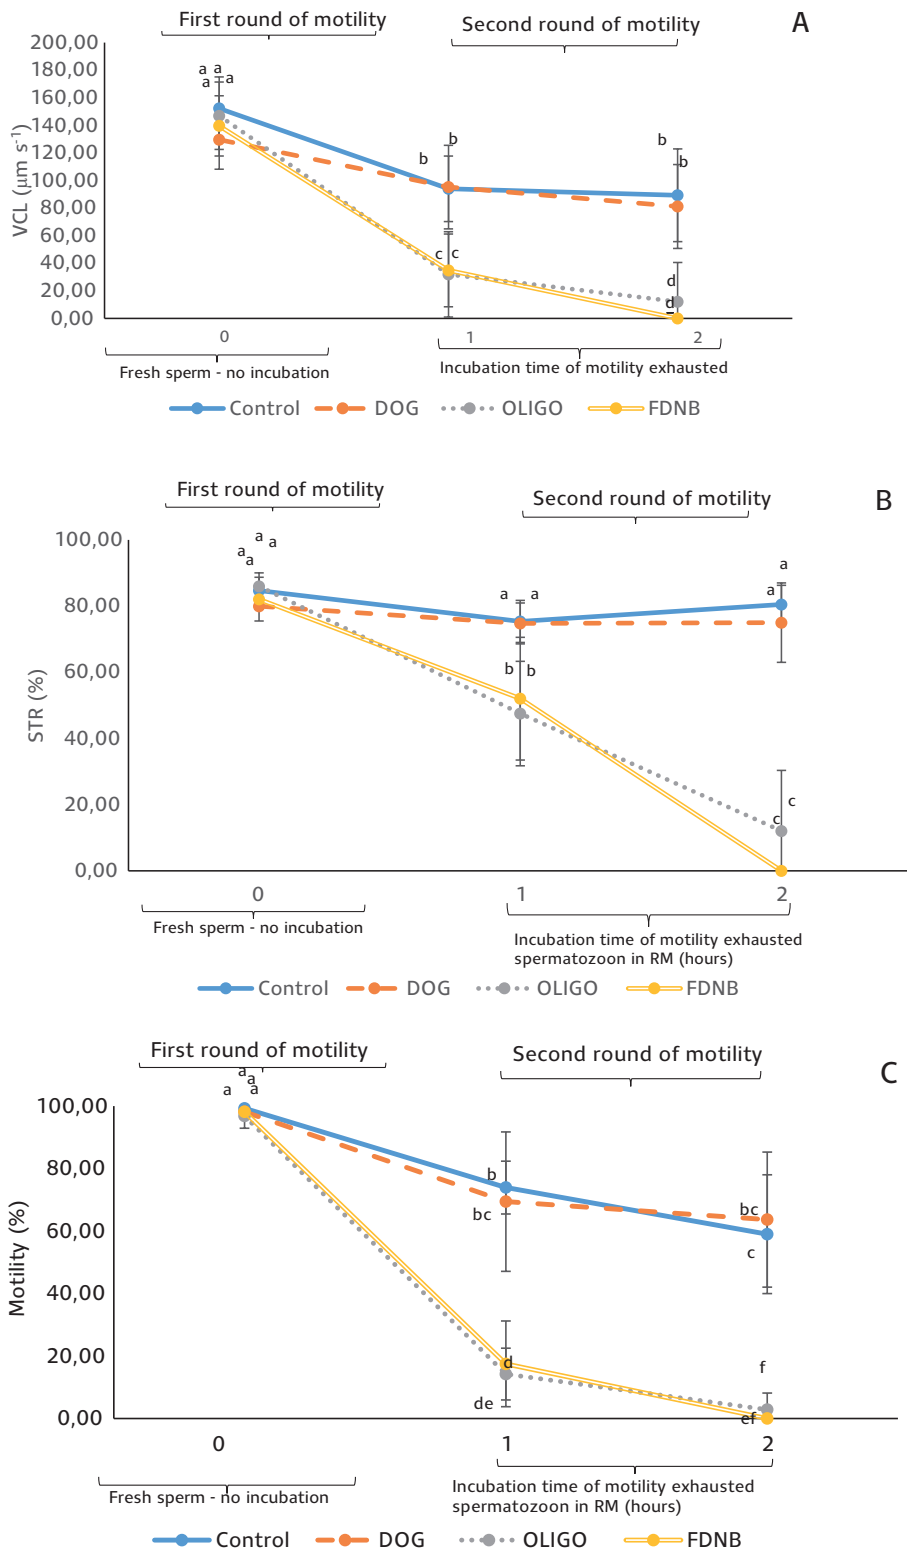 First round of motility
Second round of motility
A
200,00
180,00
160,00
140,00
120,00
100,00
80,00
60,00
40,00
20,00
0,00
VCL (µm s⁻¹)
a a
a a
b
b
b
b
c c
d
d
0
1
2
Fresh sperm - no incubation
Incubation time of motility exhausted
Control
DOG
OLIGO
FDNB
First round of motility
Second round of motility
B
100,00
80,00
60,00
40,00
20,00
0,00
STR (%)
a
a
a
a
a a
b b
a
a
c
c
0
1
2
Fresh sperm - no incubation
Incubation time of motility exhausted
spermatozoon in RM (hours)
Control
DOG
OLIGO
FDNB
First round of motility
Second round of motility
C
100,00
80,00
60,00
40,00
20,00
0,00
Motility (%)
a
a
a a
b
bc
bc
c
d
de
f
ef
0
1
2
Fresh sperm - no incubation
Incubation time of motility exhausted
spermatozoon in RM (hours)
Control
DOG
OLIGO
FDNB